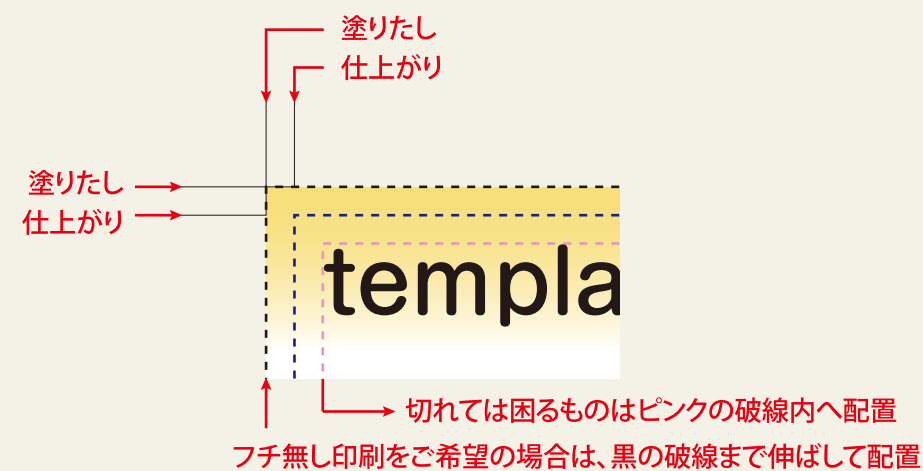 塗りたし
仕上がり
塗りたし
仕上がり
templa
切れては困るものはピンクの破線内へ配置
フチ無し印刷をご希望の場合は、黒の破線まで伸ばして配置